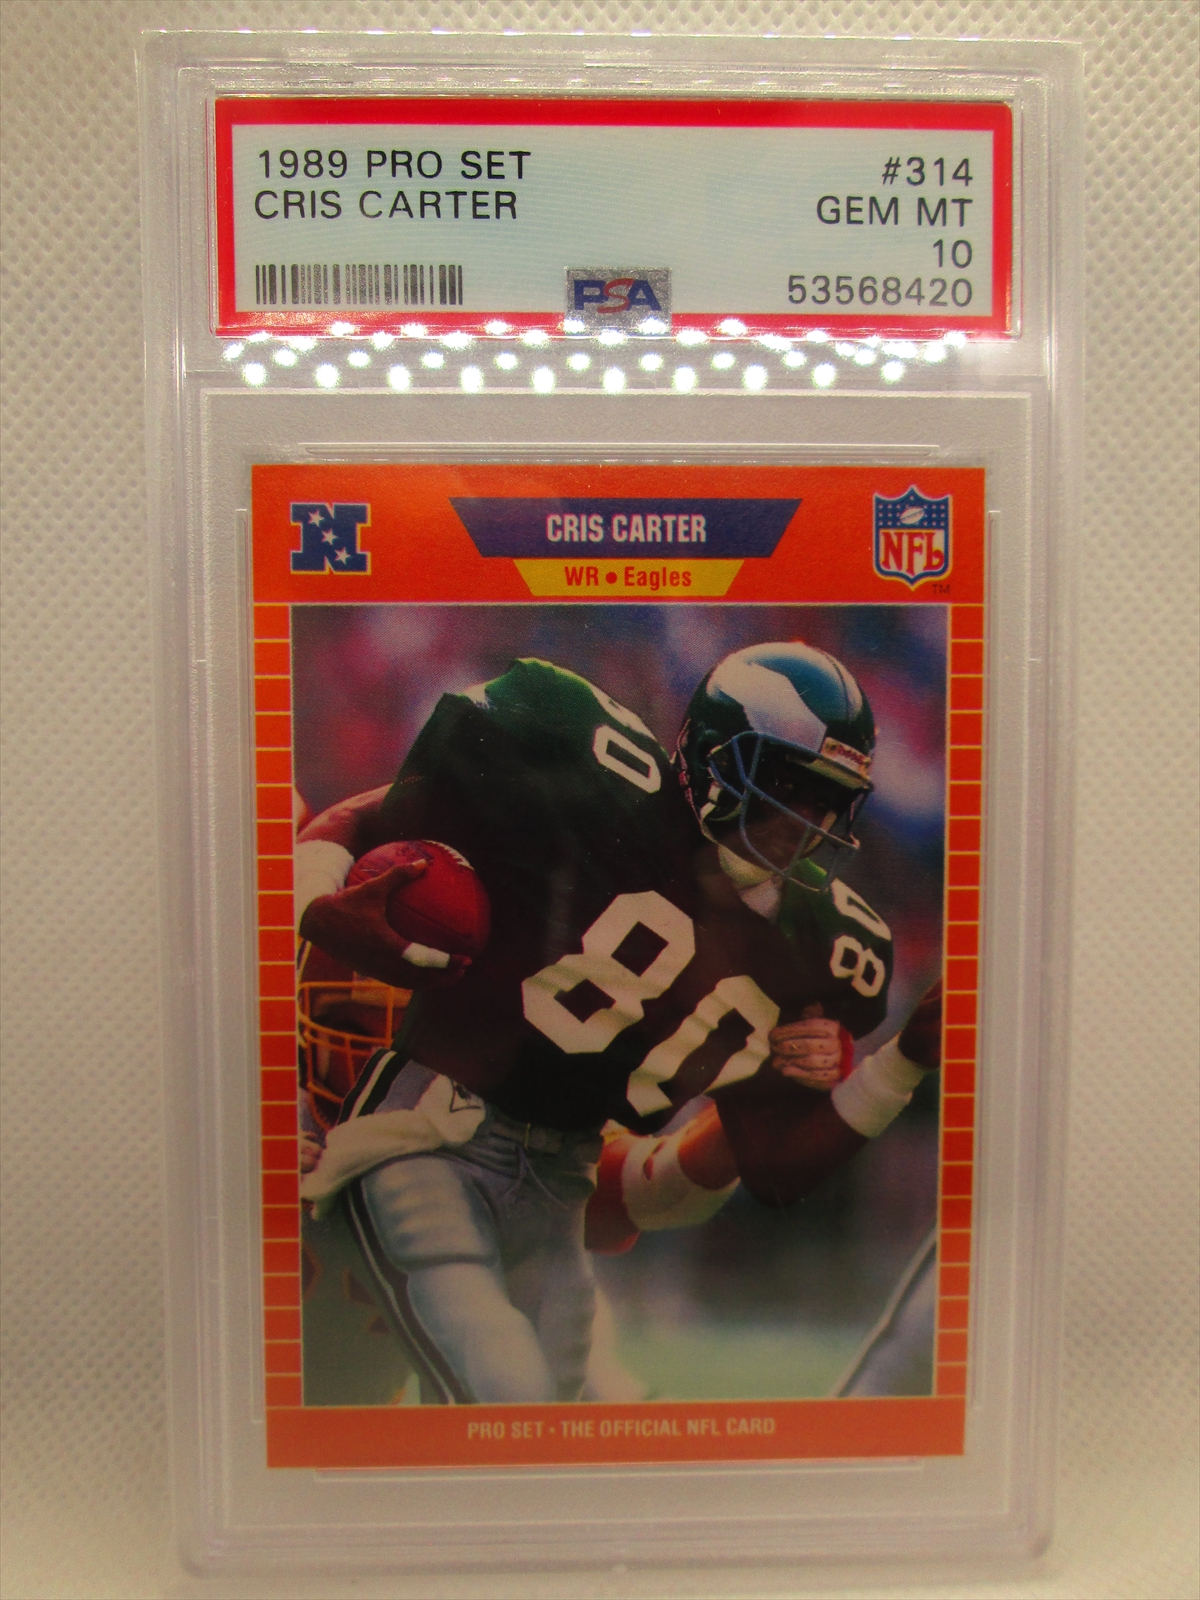 1989 PRO SET #314
CRIS CARTER GEM MT
10
PSA 53568420
CRIS CARTER
WR • Eagles
NFL
TM
80
80
80
PRO SET • THE OFFICIAL NFL CARD